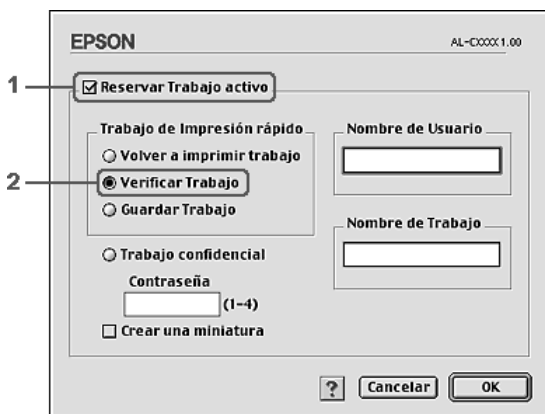 EPSON
AL-CXXXX 1.00
1
Reservar Trabajo activo
Trabajo de Impresión rápido
Volver a imprimir trabajo
2
Verificar Trabajo
Guardar Trabajo
Trabajo confidencial
Contraseña
(1-4)
Crear una miniatura
Nombre de Usuario
Nombre de Trabajo
?
Cancelar
OK